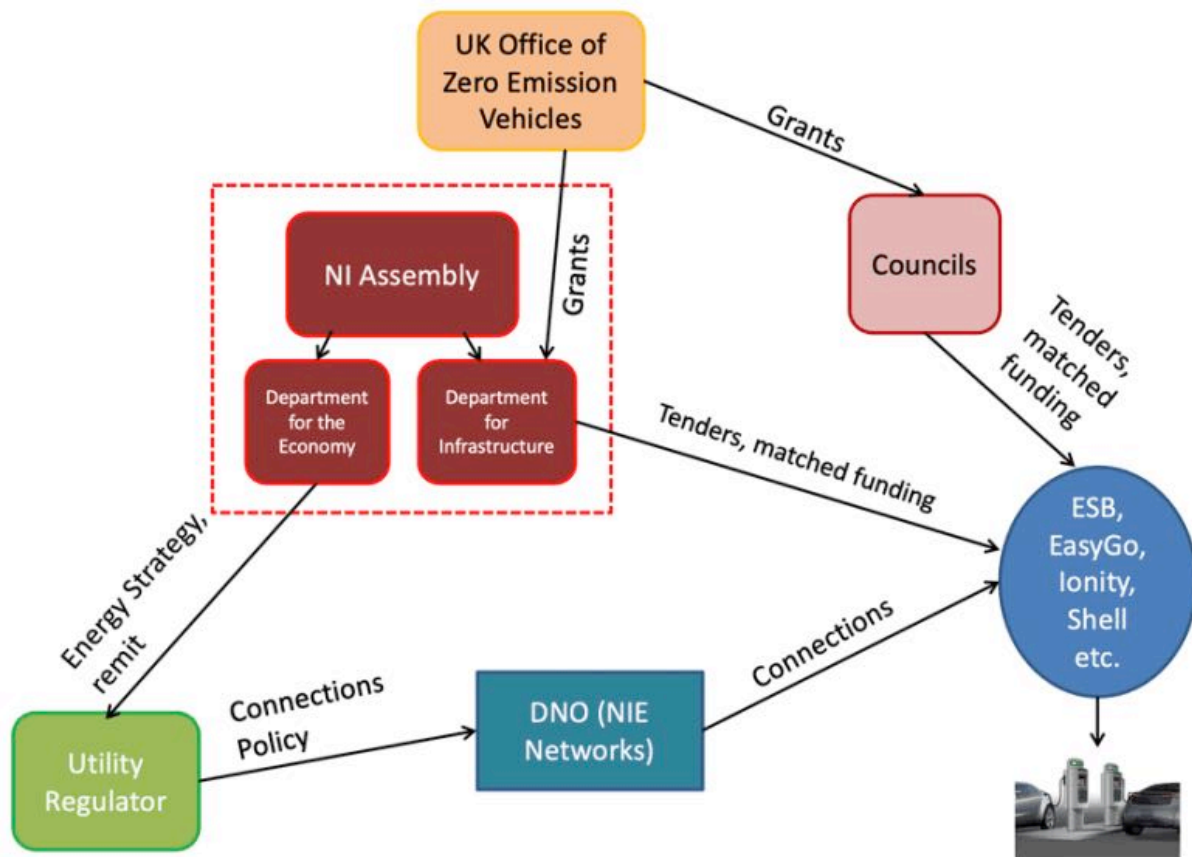 UK Office of
Zero Emission
Vehicles
Grants
Grants
NI Assembly
Councils
Department
for the
Economy
Department
for
Infrastructure
Tenders,
matched
funding
Tenders, matched funding
ESB,
EasyGo,
Ionity,
Shell
etc.
Energy Strategy,
remit
Connections
Policy
Connections
DNO (NIE
Networks)
Utility
Regulator